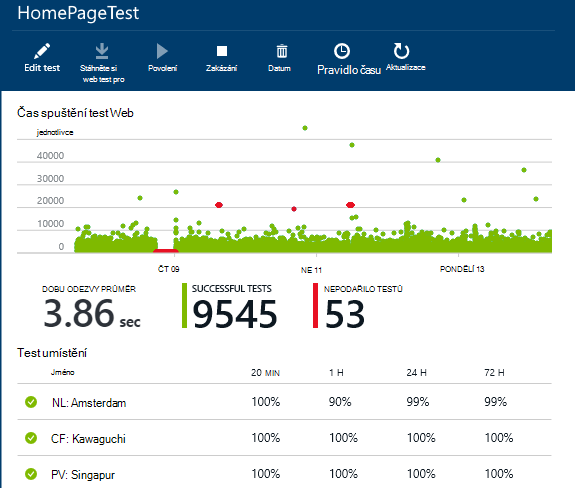 HomePageTest
Edit test
Stáhněte si
web test pro
Povolení
Zakázání
Datum
Pravidlo času
Aktualizace
Čas spuštění test Web
jednotlivce
40000
30000
20000
10000
0
ČT 09
NE 11
PONDĚLÍ 13
DOBU ODEZVY PRŮMĚR
3.86 sec
SUCCESSFUL TESTS
9545
NEPODAŘILO TESTŮ
53
Test umístění
Jméno 20 MIN 1 H 24 H 72 H
NL: Amsterdam 100% 90% 99% 99%
CF: Kawaguchi 100% 100% 100% 100%
PV: Singapur 100% 100% 100% 100%